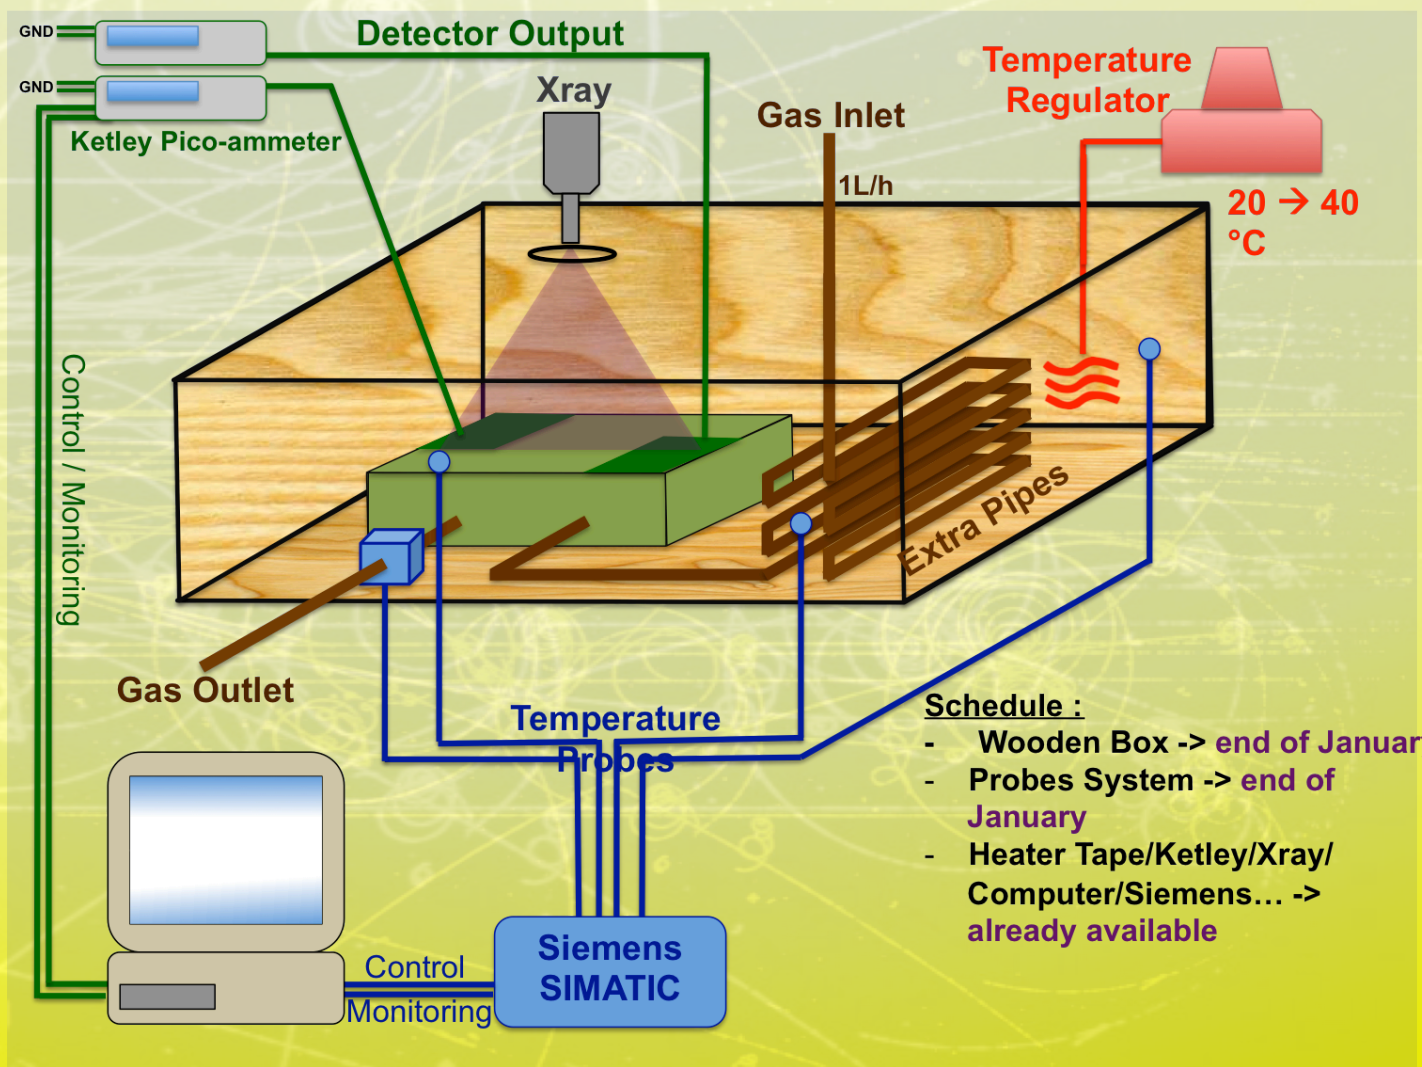 GND
Detector Output
GND
Ketley Pico-ammeter
Xray
Gas Inlet
1L/h
Temperature
Regulator
20 → 40
°C
Control / Monitoring
Extra Pipes
Gas Outlet
Temperature
Probes
Schedule :
- Wooden Box -> end of January
- Probes System -> end of
January
- Heater Tape/Ketley/Xray/
Computer/Siemens… ->
already available
Siemens
SIMATIC
Control
Monitoring